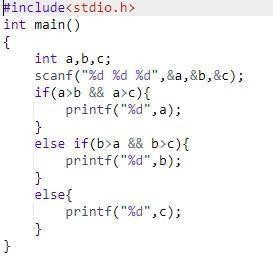 #include<stdio.h>
int main()
{
    int a,b,c;
    scanf("%d %d %d",&a,&b,&c);
    if(a>b && a>c){
        printf("%d",a);
    }
    else if(b>a && b>c){
        printf("%d",b);
    }
    else{
        printf("%d",c);
    }
}